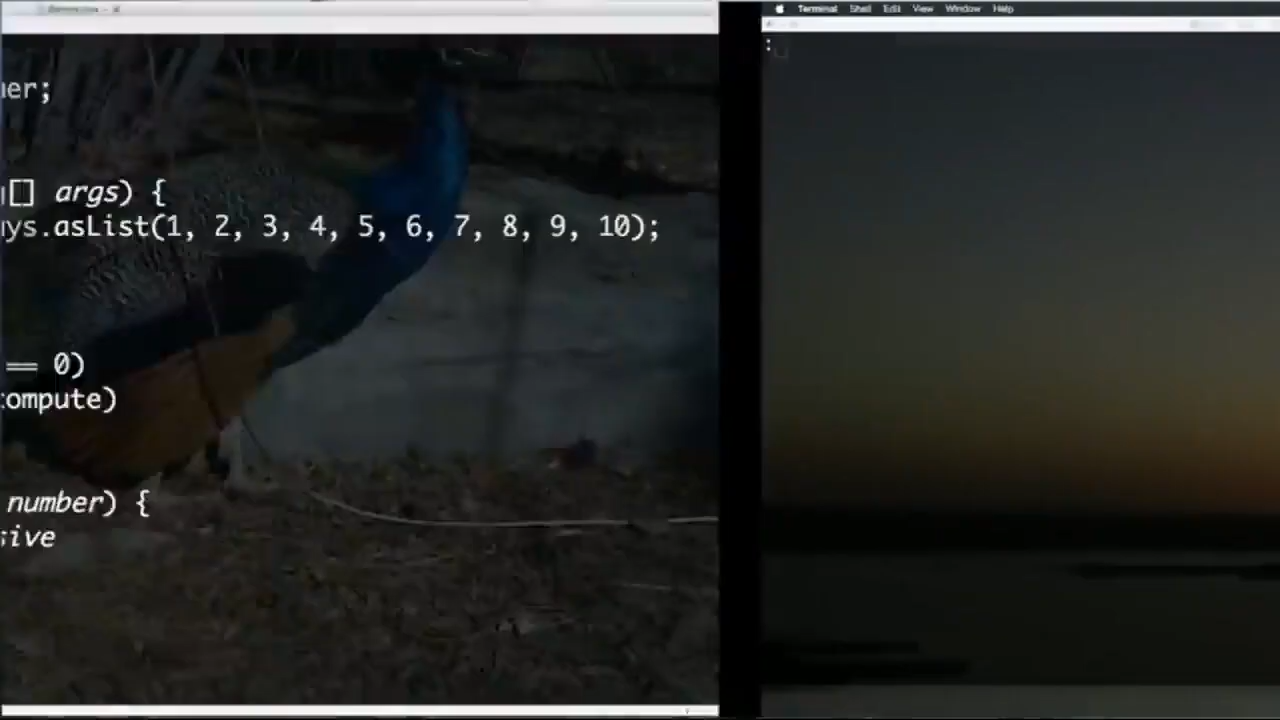 Terminal Shell Edit View Window Help
er;
[] args) {
ys.asList(1, 2, 3, 4, 5, 6, 7, 8, 9, 10);
== 0)
compute)
number) {
sive